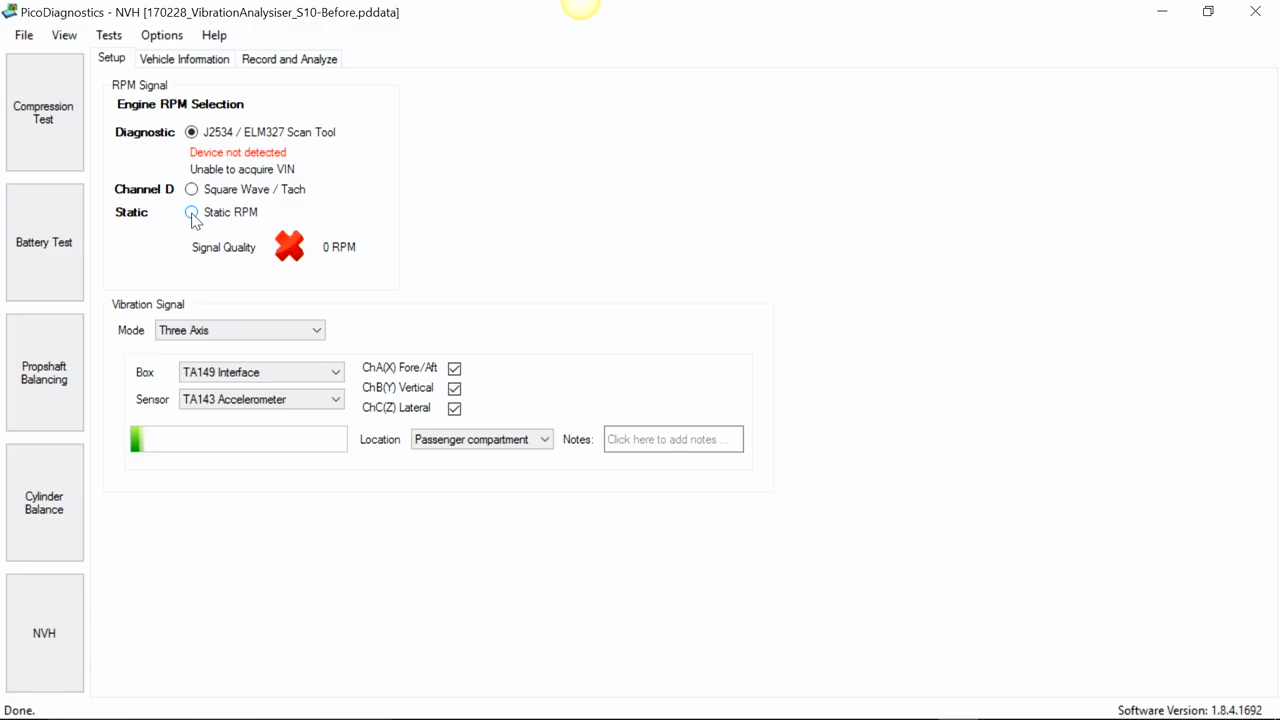 PicoDiagnostics - NVH [170228_VibrationAnalysiser_S10-Before.pddata]
File View Tests Options Help
Setup Vehicle Information Record and Analyze
Compression
Test
Battery Test
Propshaft
Balancing
Cylinder
Balance
NVH
RPM Signal
Engine RPM Selection
Diagnostic J2534 / ELM327 Scan Tool
Device not detected
Unable to acquire VIN
Channel D Square Wave / Tach
Static Static RPM
Signal Quality 0 RPM
Vibration Signal
Mode Three Axis
Box TA149 Interface ChA(X) Fore/Aft
ChB(Y) Vertical
Sensor TA143 Accelerometer ChC(Z) Lateral
Location Passenger compartment Notes: Click here to add notes ...
Done. Software Version: 1.8.4.1692